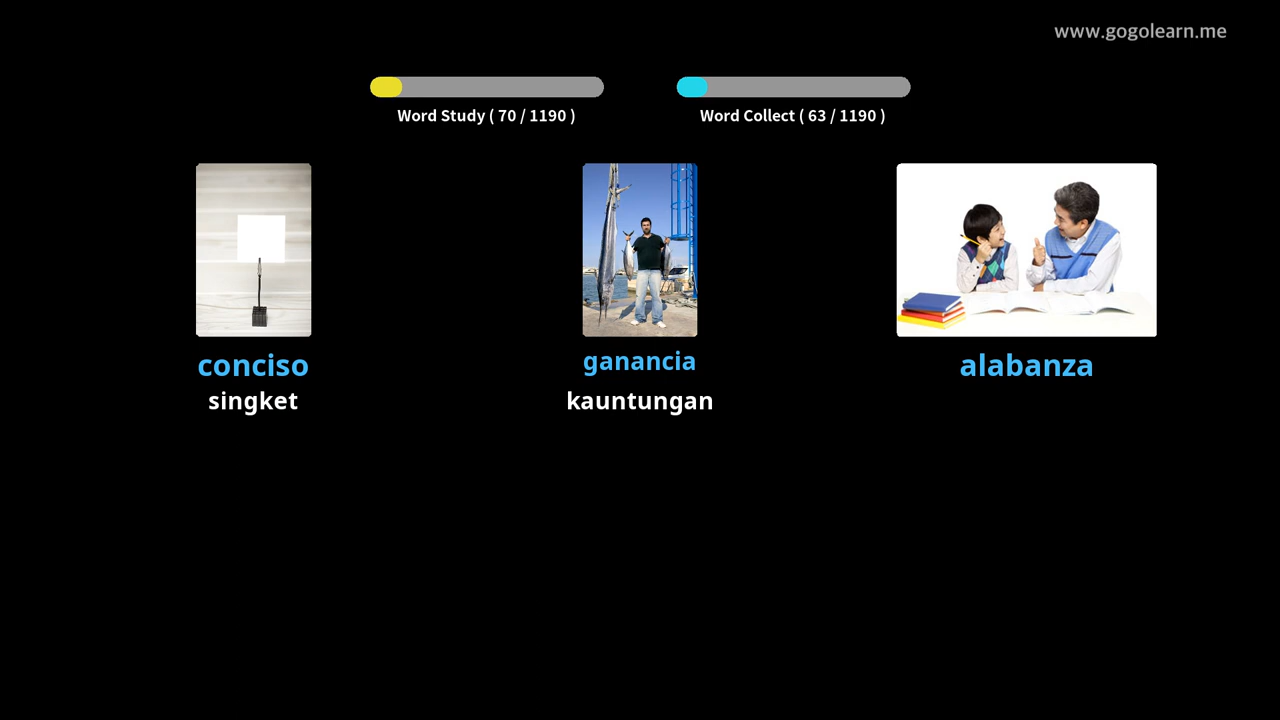 www.gogolearn.me
Word Study ( 70 / 1190 )
Word Collect ( 63 / 1190 )
conciso
singket
ganancia
kauntungan
alabanza